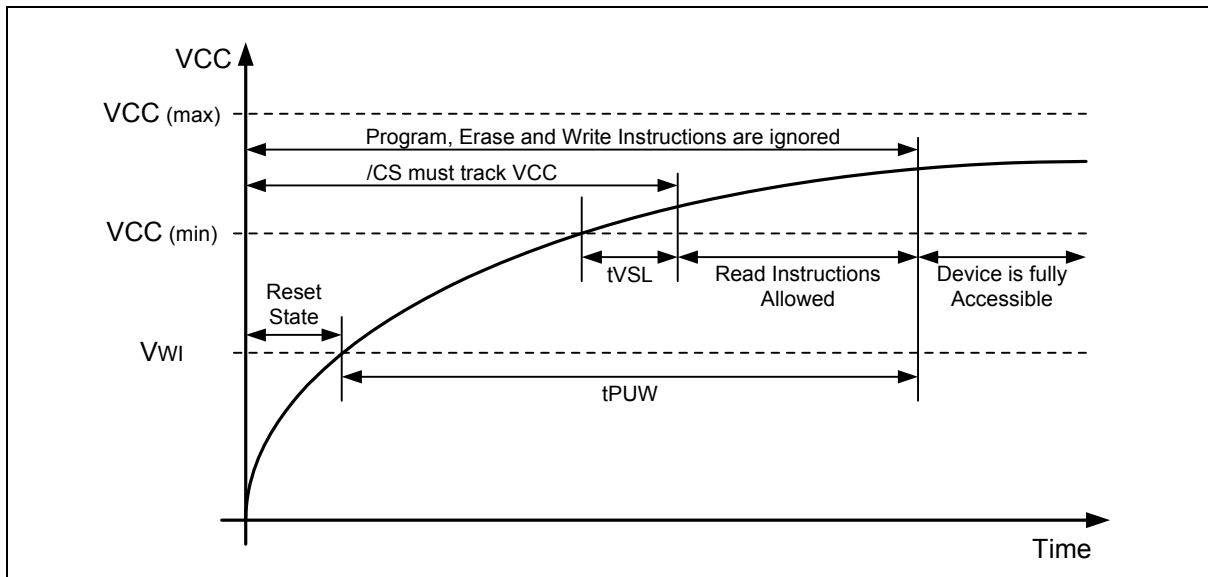 VCC
VCC (max)
Program, Erase and Write Instructions are ignored
/CS must track VCC
VCC (min)
tVSL
Read Instructions
Allowed
Device is fully
Accessible
Reset
State
VWI
tPUW
Time